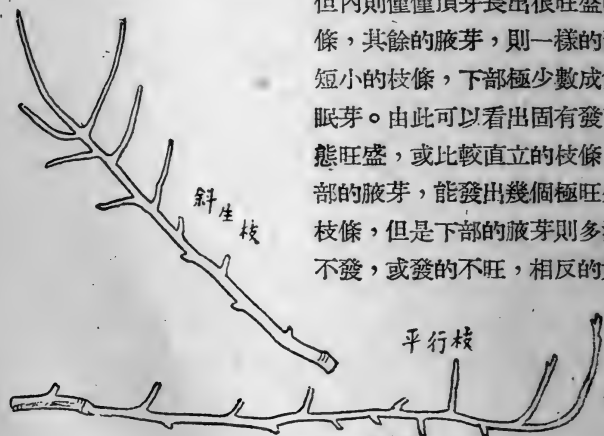 但內則僅僅頂芽長出很旺盛
條，其餘的腋芽，則一樣的
短小的枝條，下部極少數成
眠芽。由此可以看出固有發
態旺盛，或比較直立的枝條
部的腋芽，能發出幾個極旺
枝條，但是下部的腋芽則多
不發，或發的不旺，相反的
斜生枝
平行枝